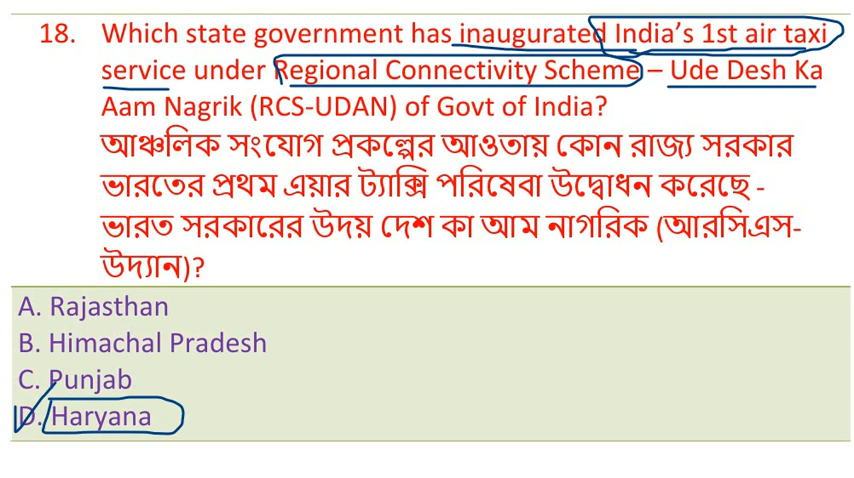 18. Which state government has inaugurated India's 1st air taxi
service under Regional Connectivity Scheme – Ude Desh Ka
Aam Nagrik (RCS-UDAN) of Govt of India?
আঞ্চলিক সংযোগ প্রকল্পের আওতায় কোন রাজ্য সরকার
ভারতের প্রথম এয়ার ট্যাক্সি পরিষেবা উদ্বোধন করেছে -
ভারত সরকারের উদয় দেশ কা আম নাগরিক (আরসিএস-
উদ্যান)?
A. Rajasthan
B. Himachal Pradesh
C. Punjab
D. Haryana